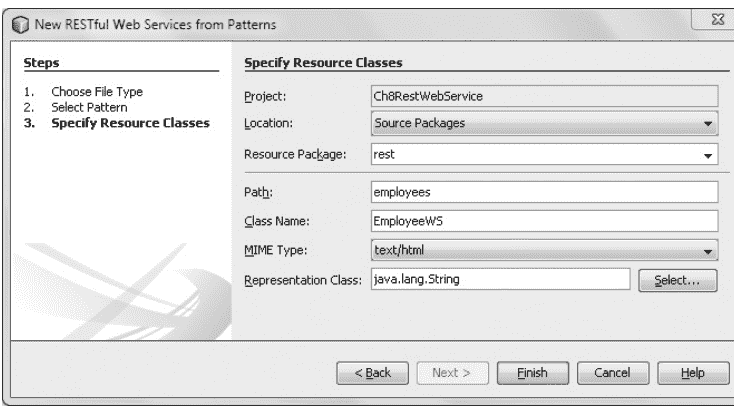 New RESTful Web Services from Patterns
Steps
1. Choose File Type
2. Select Pattern
3. Specify Resource Classes
Specify Resource Classes
Project: Ch8RestWebService
Location: Source Packages
Resource Package: rest
Path: employees
Class Name: EmployeeWS
MIME Type: text/html
Representation Class: java.lang.String Select...
< Back Next > Finish Cancel Help